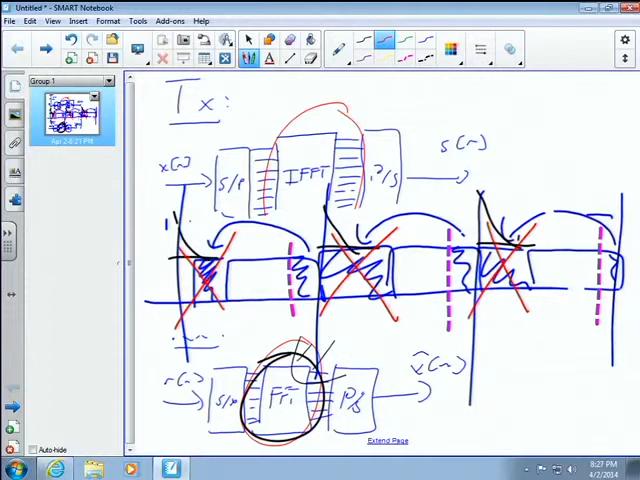 Untitled * - SMART Notebook
File Edit View Insert Format Tools Add-ons Help
Group 1
Apr 2-8:21 PM
Tx:
x(n)
S/P
IFFT
P/S
s(n)
r(n)
S/P
FFT
P/S
x̂(n)
Auto-hide
Extend Page
8:27 PM
4/2/2014